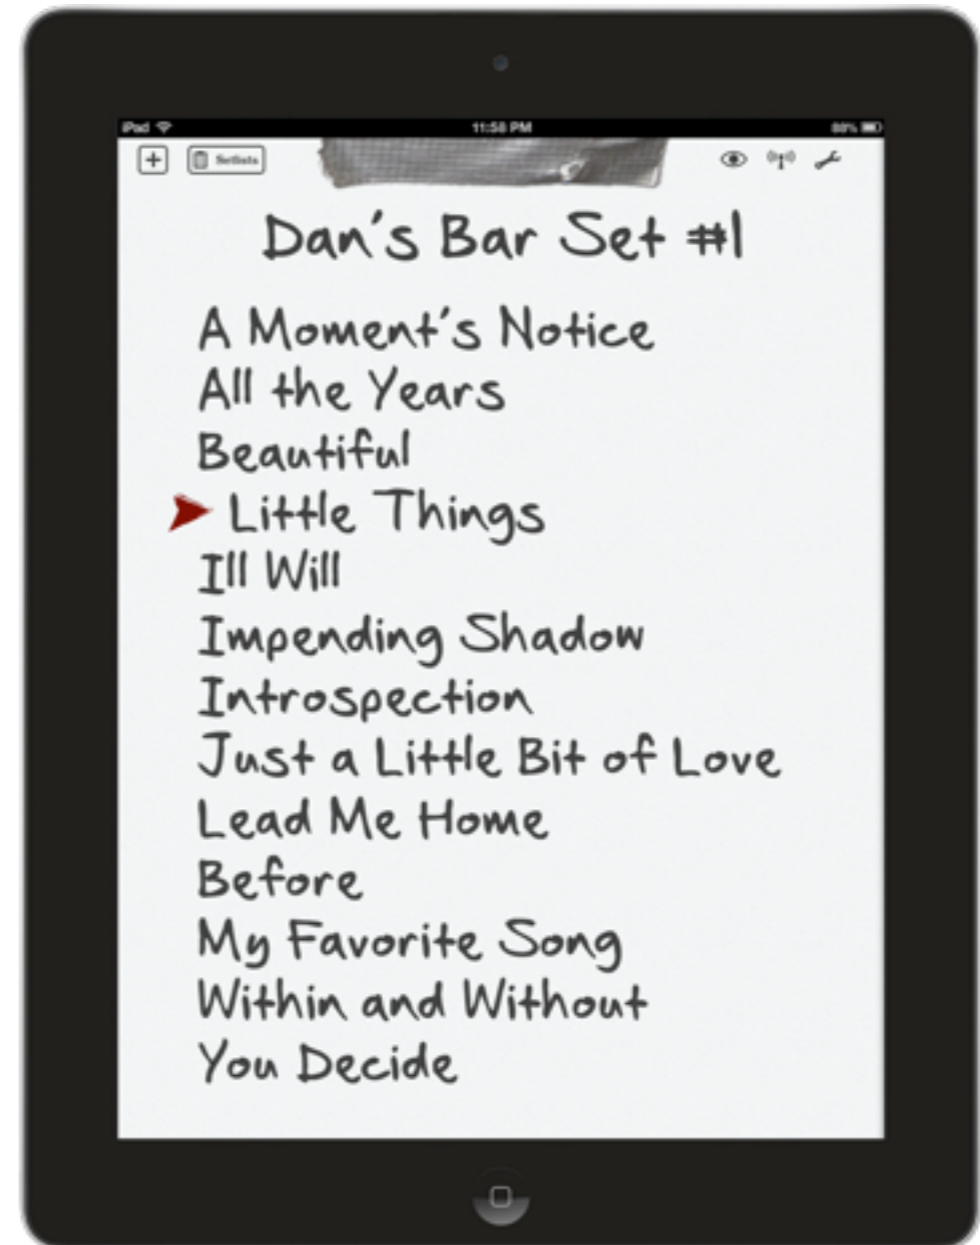 iPad
11:58 PM
88%
Setlists
Dan's Bar Set #1
A Moment's Notice
All the Years
Beautiful
Little Things
Ill Will
Impending Shadow
Introspection
Just a Little Bit of Love
Lead Me Home
Before
My Favorite Song
Within and Without
You Decide